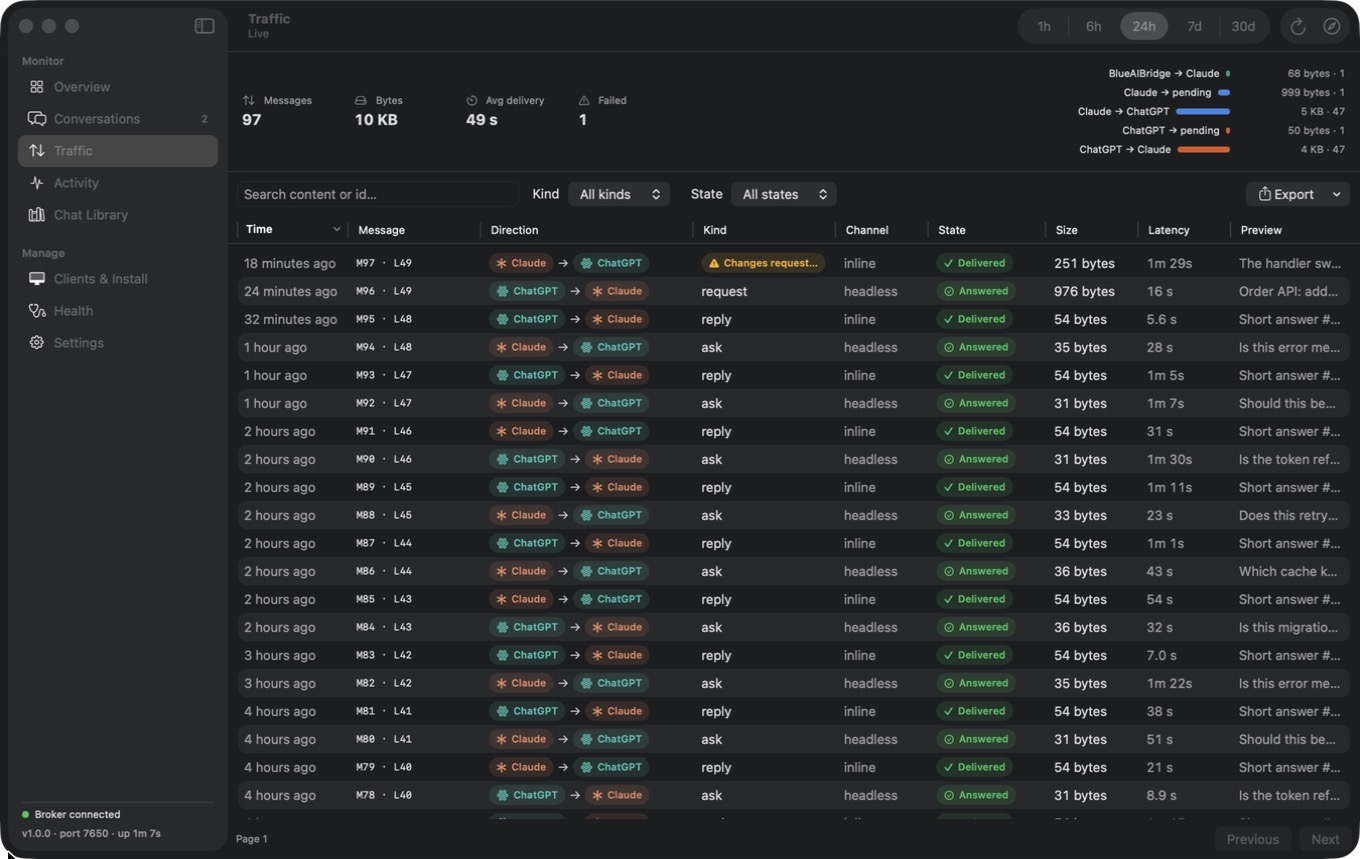 Traffic
Live
1h 6h 24h 7d 30d
Monitor
Overview
Conversations 2
Traffic
Activity
Chat Library
Manage
Clients & Install
Health
Settings
Broker connected
v1.0.0 · port 7650 · up 1m 7s
Messages Bytes Avg delivery Failed
97 10 KB 49 s 1
BlueAIBridge → Claude 68 bytes · 1
Claude → pending 999 bytes · 1
Claude → ChatGPT 5 KB · 47
ChatGPT → pending 50 bytes · 1
ChatGPT → Claude 4 KB · 47
Search content or id... Kind All kinds State All states Export
Time Message Direction Kind Channel State Size Latency Preview
18 minutes ago M97 · L49 Claude → ChatGPT Changes request... inline Delivered 251 bytes 1m 29s The handler sw...
24 minutes ago M96 · L49 ChatGPT → Claude request headless Answered 976 bytes 16 s Order API: add...
32 minutes ago M95 · L48 ChatGPT → Claude reply inline Delivered 54 bytes 5.6 s Short answer #...
1 hour ago M94 · L48 Claude → ChatGPT ask headless Answered 35 bytes 28 s Is this error me...
1 hour ago M93 · L47 ChatGPT → Claude reply inline Delivered 54 bytes 1m 5s Short answer #...
1 hour ago M92 · L47 Claude → ChatGPT ask headless Answered 31 bytes 1m 7s Should this be...
2 hours ago M91 · L46 Claude → ChatGPT reply inline Delivered 54 bytes 31 s Short answer #...
2 hours ago M90 · L46 ChatGPT → Claude ask headless Answered 31 bytes 1m 30s Is the token ref...
2 hours ago M89 · L45 ChatGPT → Claude reply inline Delivered 54 bytes 1m 11s Short answer #...
2 hours ago M88 · L45 Claude → ChatGPT ask headless Answered 33 bytes 23 s Does this retry...
2 hours ago M87 · L44 ChatGPT → Claude reply inline Delivered 54 bytes 1m 1s Short answer #...
2 hours ago M86 · L44 Claude → ChatGPT ask headless Answered 36 bytes 43 s Which cache k...
2 hours ago M85 · L43 Claude → ChatGPT reply inline Delivered 54 bytes 54 s Short answer #...
2 hours ago M84 · L43 ChatGPT → Claude ask headless Answered 36 bytes 32 s Is this migratio...
3 hours ago M83 · L42 ChatGPT → Claude reply inline Delivered 54 bytes 7.0 s Short answer #...
3 hours ago M82 · L42 Claude → ChatGPT ask headless Answered 35 bytes 1m 22s Is this error me...
4 hours ago M81 · L41 ChatGPT → Claude reply inline Delivered 54 bytes 38 s Short answer #...
4 hours ago M80 · L41 Claude → ChatGPT ask headless Answered 31 bytes 51 s Should this be...
4 hours ago M79 · L40 Claude → ChatGPT reply inline Delivered 54 bytes 21 s Short answer #...
4 hours ago M78 · L40 ChatGPT → Claude ask headless Answered 31 bytes 8.9 s Is the token ref...
Page 1 Previous Next